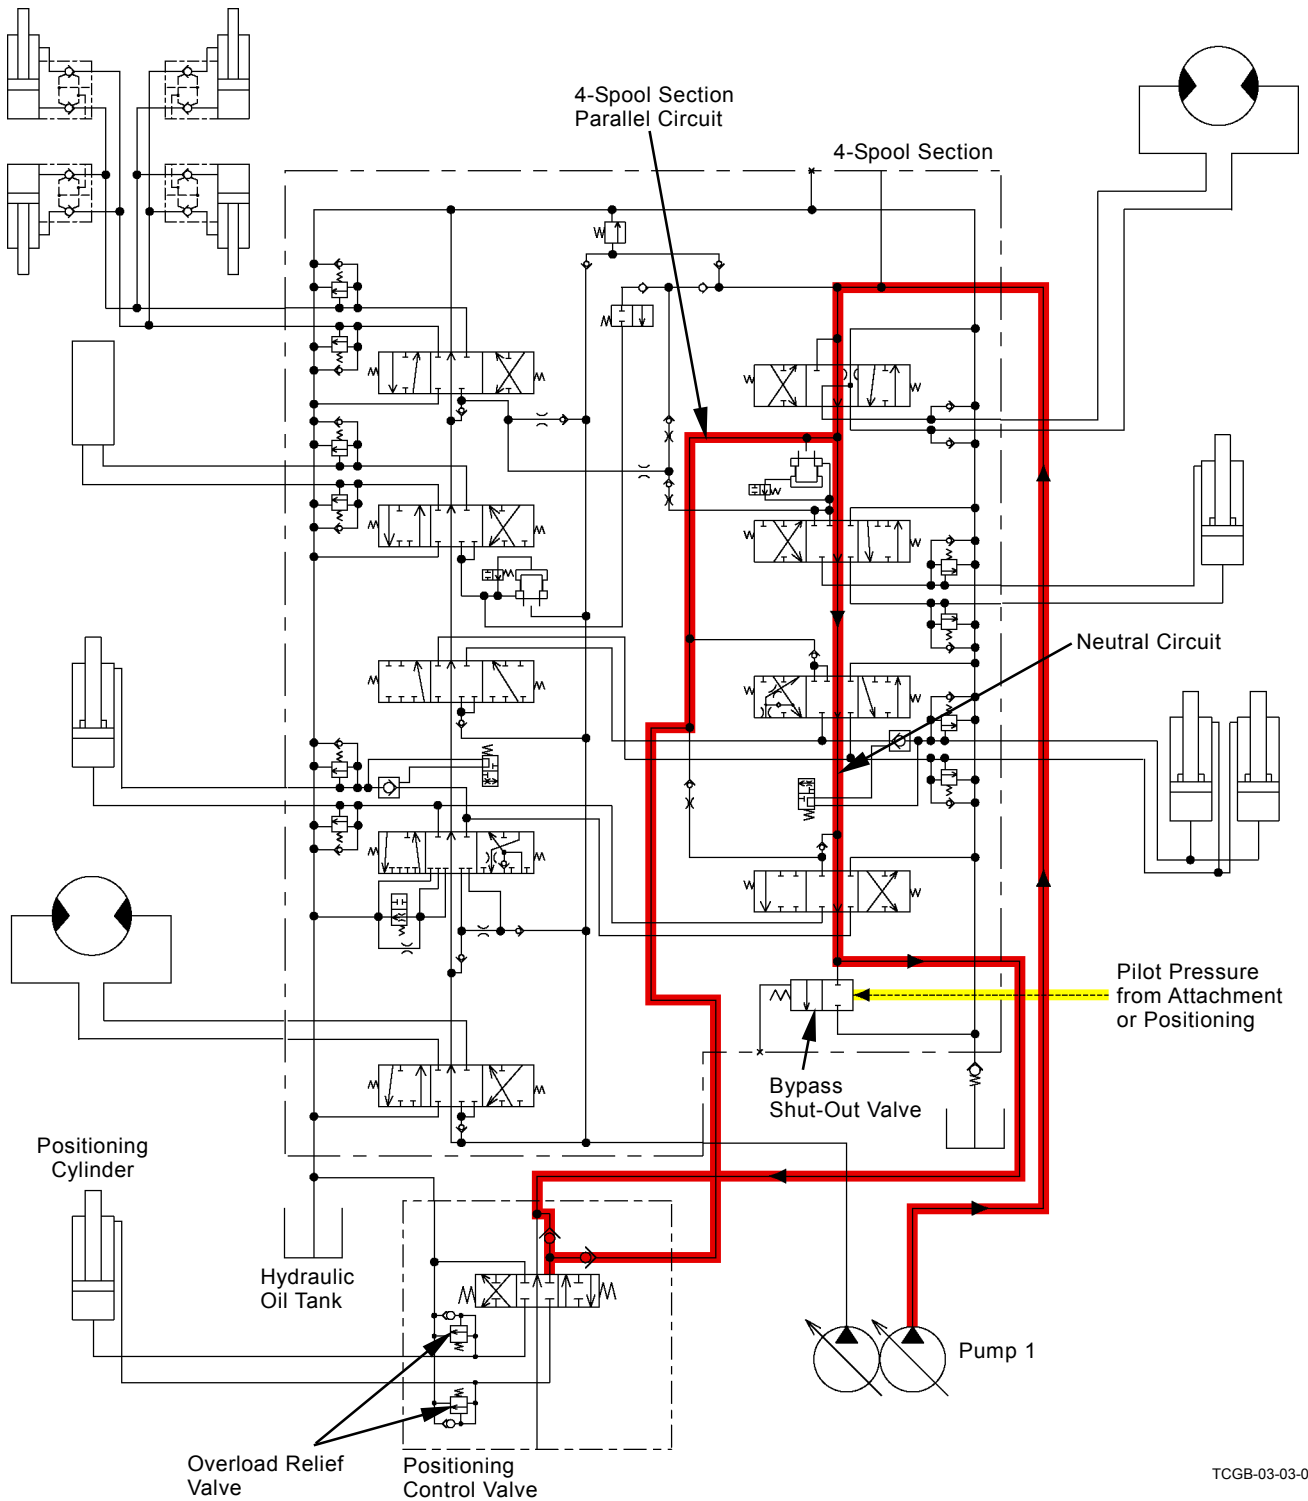 4-Spool Section
Parallel Circuit
4-Spool Section
Neutral Circuit
Pilot Pressure
from Attachment
or Positioning
Bypass
Shut-Out Valve
Positioning
Cylinder
Hydraulic
Oil Tank
Pump 1
Overload Relief
Valve
Positioning
Control Valve
TCGB-03-03-0